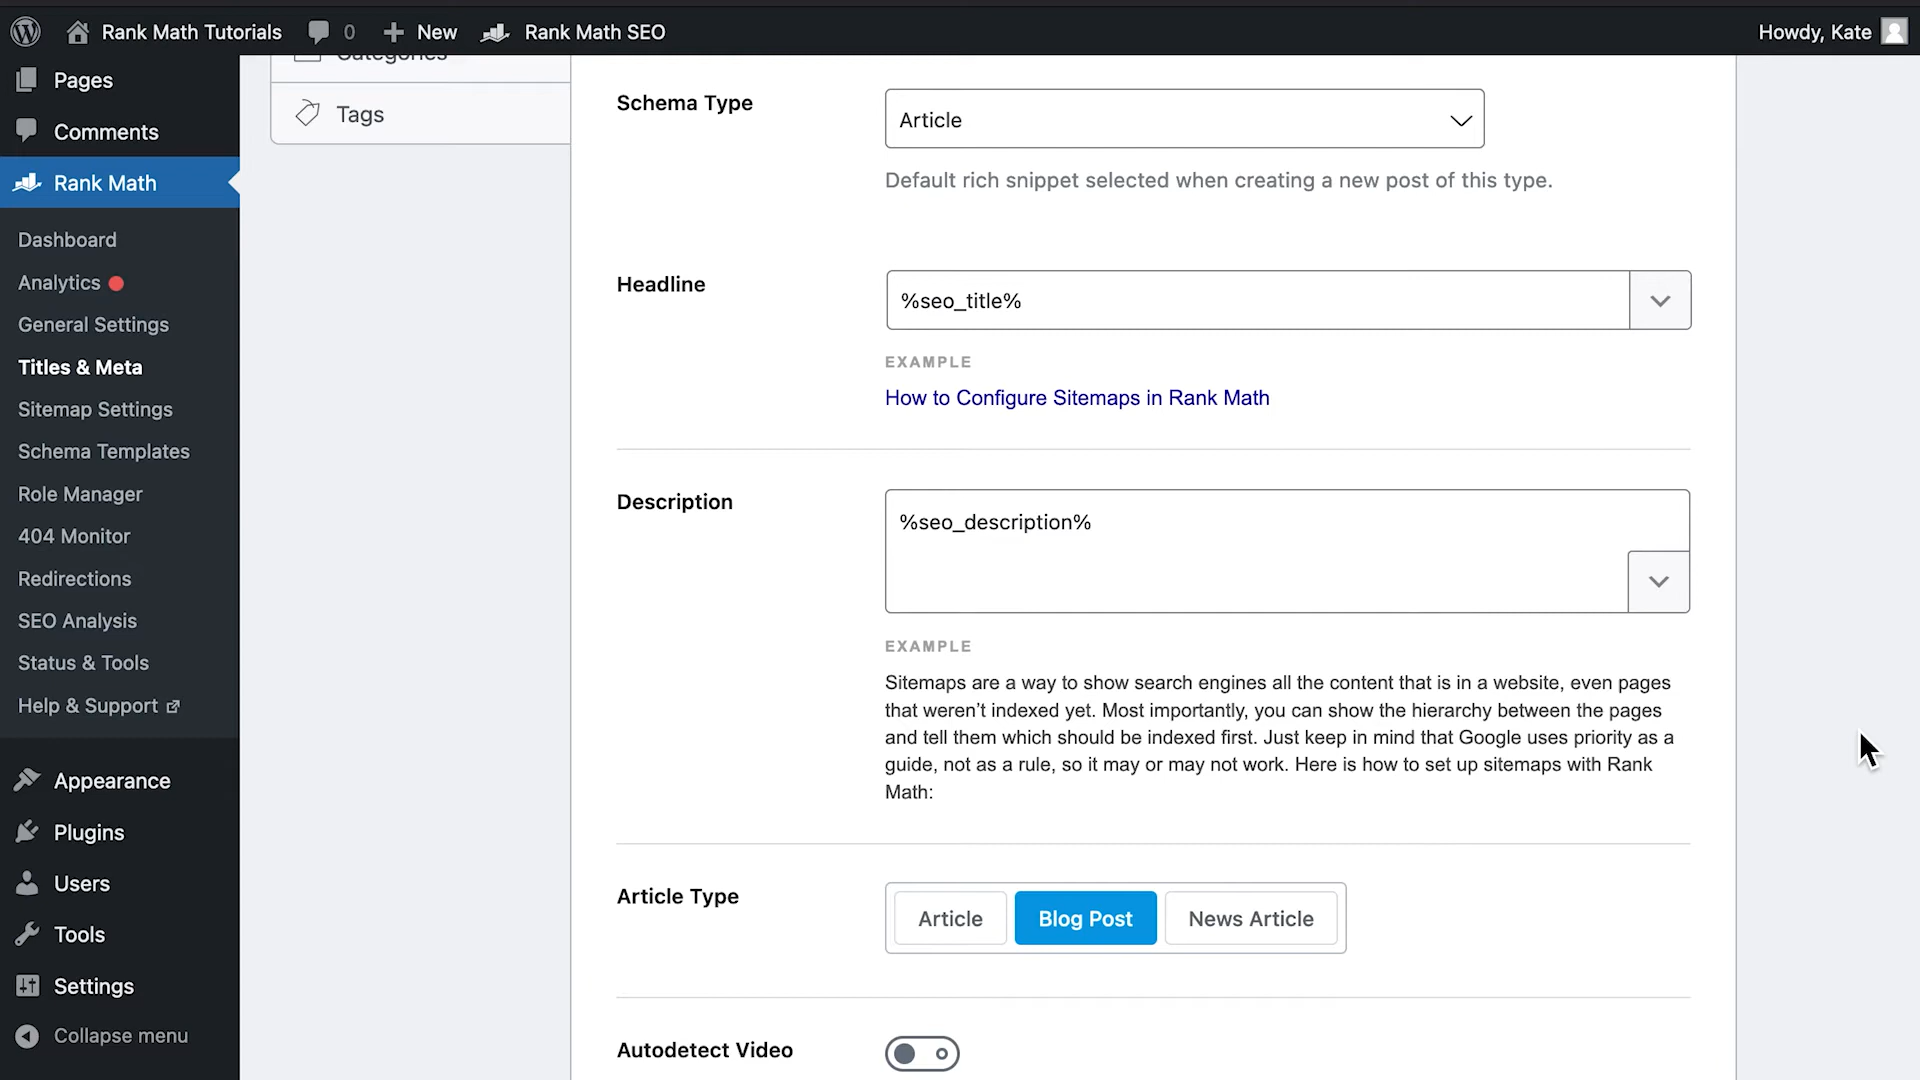 Rank Math Tutorials 0 New Rank Math SEO Howdy, Kate
Pages
Comments
Rank Math
Dashboard
Analytics
General Settings
Titles & Meta
Sitemap Settings
Schema Templates
Role Manager
404 Monitor
Redirections
SEO Analysis
Status & Tools
Help & Support
Appearance
Plugins
Users
Tools
Settings
Collapse menu
Categories
Tags
Schema Type
Article
Default rich snippet selected when creating a new post of this type.
Headline
%seo_title%
EXAMPLE
How to Configure Sitemaps in Rank Math
Description
%seo_description%
EXAMPLE
Sitemaps are a way to show search engines all the content that is in a website, even pages
that weren't indexed yet. Most importantly, you can show the hierarchy between the pages
and tell them which should be indexed first. Just keep in mind that Google uses priority as a
guide, not as a rule, so it may or may not work. Here is how to set up sitemaps with Rank
Math:
Article Type
Article Blog Post News Article
Autodetect Video